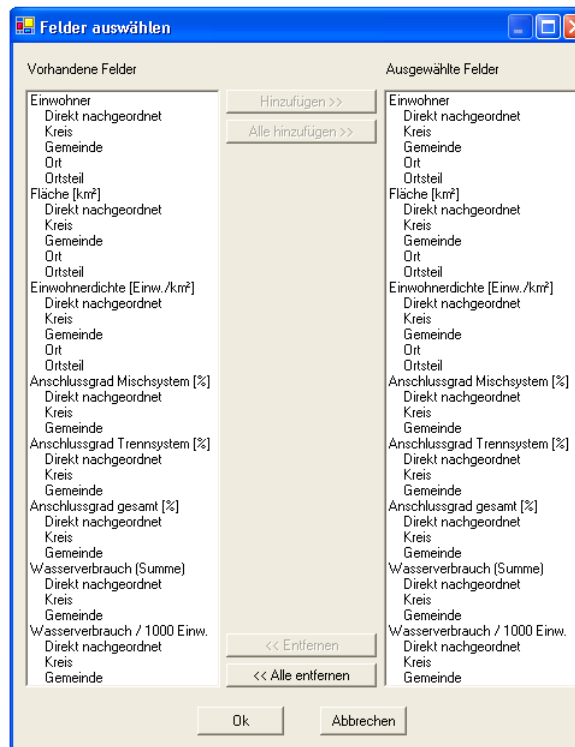 Felder auswählen
Vorhandene Felder
Einwohner
Direkt nachgeordnet
Kreis
Gemeinde
Ort
Ortsteil
Fläche [km²]
Direkt nachgeordnet
Kreis
Gemeinde
Ort
Ortsteil
Einwohnerdichte [Einw./km²]
Direkt nachgeordnet
Kreis
Gemeinde
Ort
Ortsteil
Anschlussgrad Mischsystem [%]
Direkt nachgeordnet
Kreis
Gemeinde
Anschlussgrad Trennsystem [%]
Direkt nachgeordnet
Kreis
Gemeinde
Anschlussgrad gesamt [%]
Direkt nachgeordnet
Kreis
Gemeinde
Wasserverbrauch (Summe)
Direkt nachgeordnet
Kreis
Gemeinde
Wasserverbrauch / 1000 Einw.
Direkt nachgeordnet
Kreis
Gemeinde
Hinzufügen >>
Alle hinzufügen >>
<< Entfernen
<< Alle entfernen
Ausgewählte Felder
Einwohner
Direkt nachgeordnet
Kreis
Gemeinde
Ort
Ortsteil
Fläche [km²]
Direkt nachgeordnet
Kreis
Gemeinde
Ort
Ortsteil
Einwohnerdichte [Einw./km²]
Direkt nachgeordnet
Kreis
Gemeinde
Ort
Ortsteil
Anschlussgrad Mischsystem [%]
Direkt nachgeordnet
Kreis
Gemeinde
Anschlussgrad Trennsystem [%]
Direkt nachgeordnet
Kreis
Gemeinde
Anschlussgrad gesamt [%]
Direkt nachgeordnet
Kreis
Gemeinde
Wasserverbrauch (Summe)
Direkt nachgeordnet
Kreis
Gemeinde
Wasserverbrauch / 1000 Einw.
Direkt nachgeordnet
Kreis
Gemeinde
Ok
Abbrechen